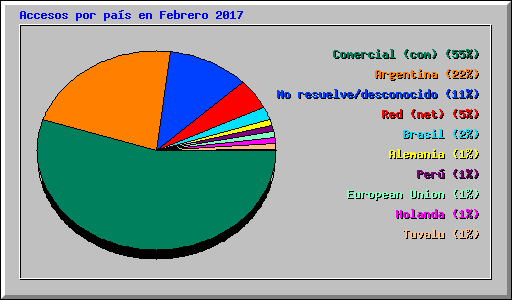 Accesos por país en Febrero 2017
Comercial (com) (55%)
Argentina (22%)
No resuelve/desconocido (11%)
Red (net) (5%)
Brasil (2%)
Alemania (1%)
Perú (1%)
European Union (1%)
Holanda (1%)
Tuvalu (1%)